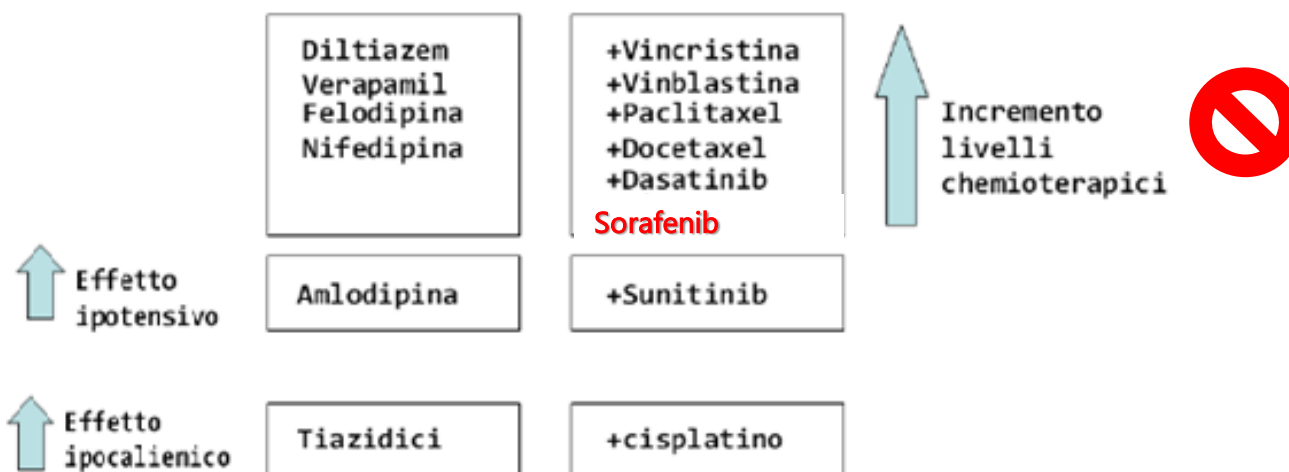 Diltiazem
Verapamil
Felodipina
Nifedipina
+Vincristina
+Vinblastina
+Paclitaxel
+Docetaxel
+Dasatinib
Sorafenib
Incremento
livelli
chemioterapici
Effetto
ipotensivo
Amlodipina
+Sunitinib
Effetto
ipocalienico
Tiazidici
+cisplatino